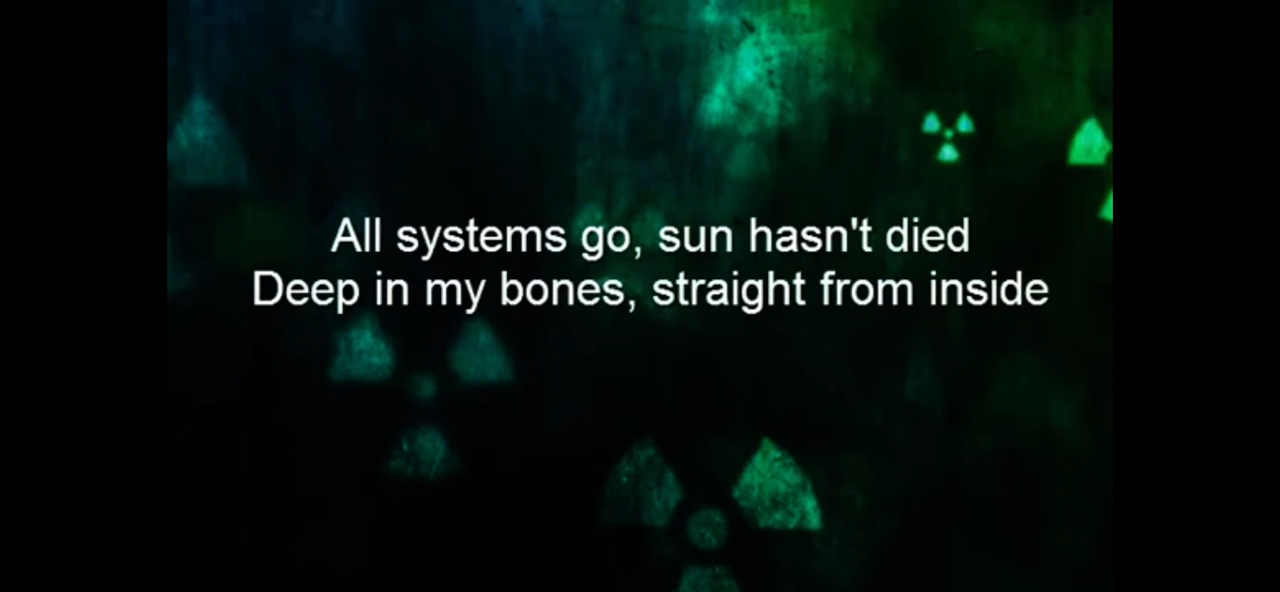 All systems go, sun hasn't died
Deep in my bones, straight from inside